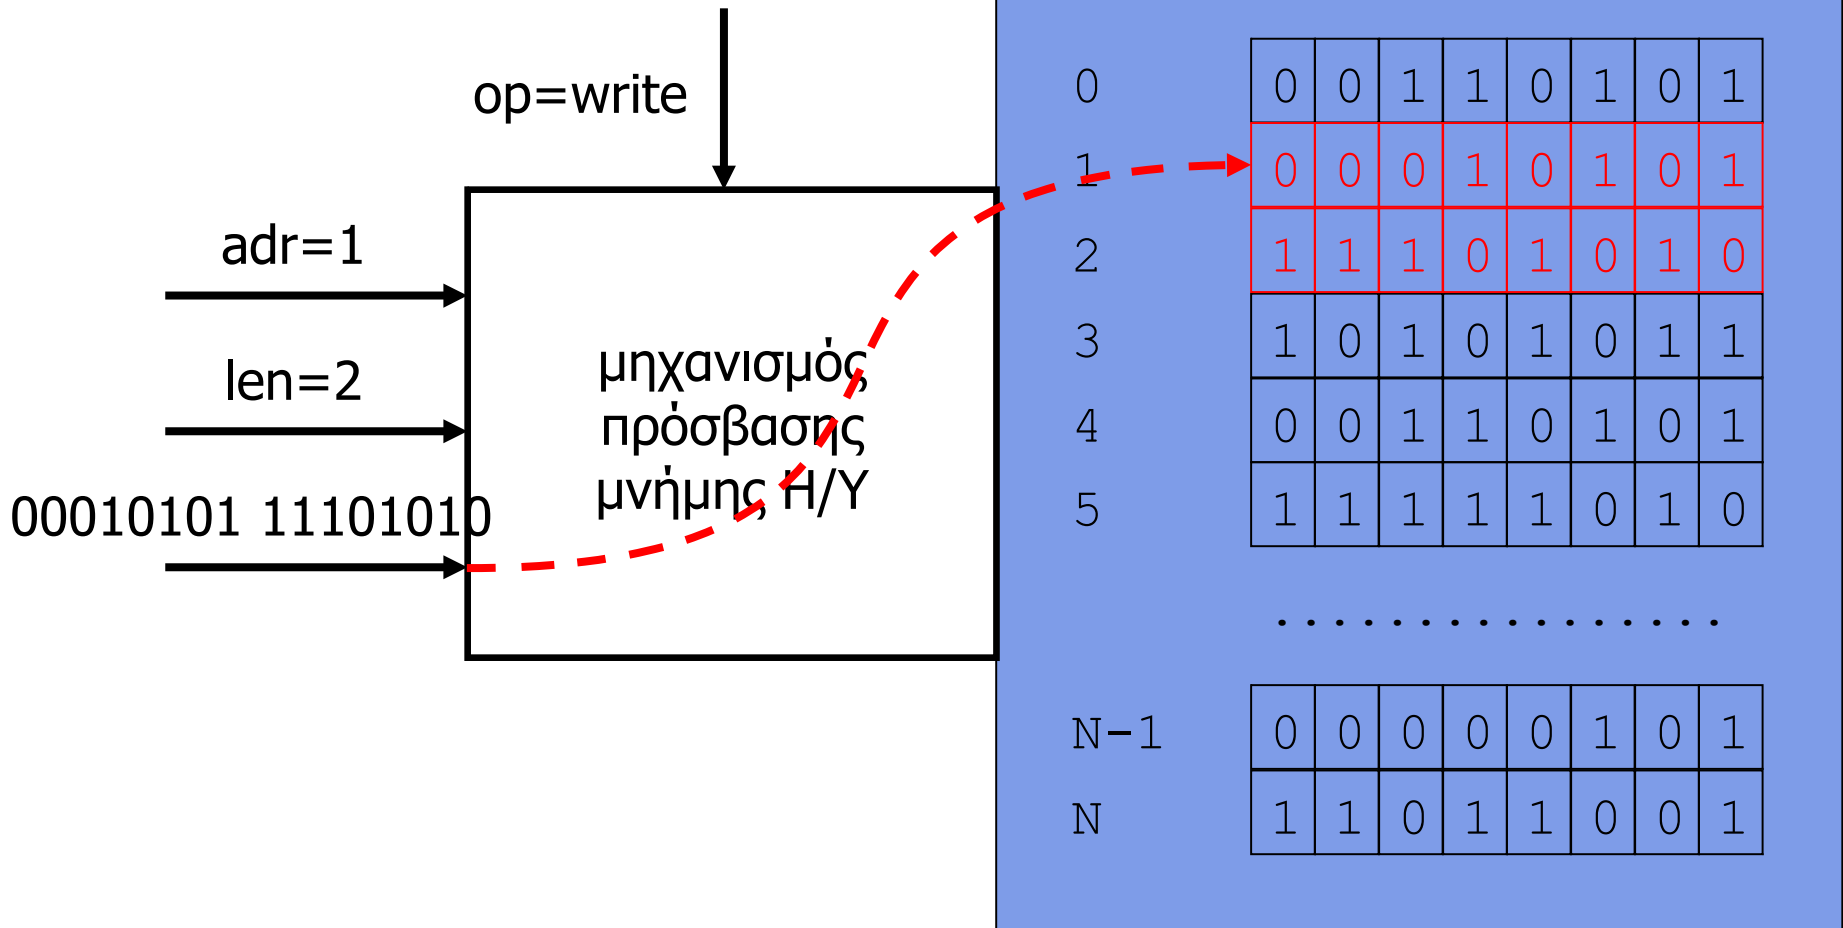 op=write
adr=1
len=2
00010101 11101010
μηχανισμός
πρόσβασης
μνήμης Η/Υ
0 0 0 1 1 0 1 0 1
1 0 0 0 1 0 1 0 1
2 1 1 1 0 1 0 1 0
3 1 0 1 0 1 0 1 1
4 0 0 1 1 0 1 0 1
5 1 1 1 1 1 0 1 0
. . . . . . . . . . . . . . . .
N-1 0 0 0 0 0 1 0 1
N 1 1 0 1 1 0 0 1